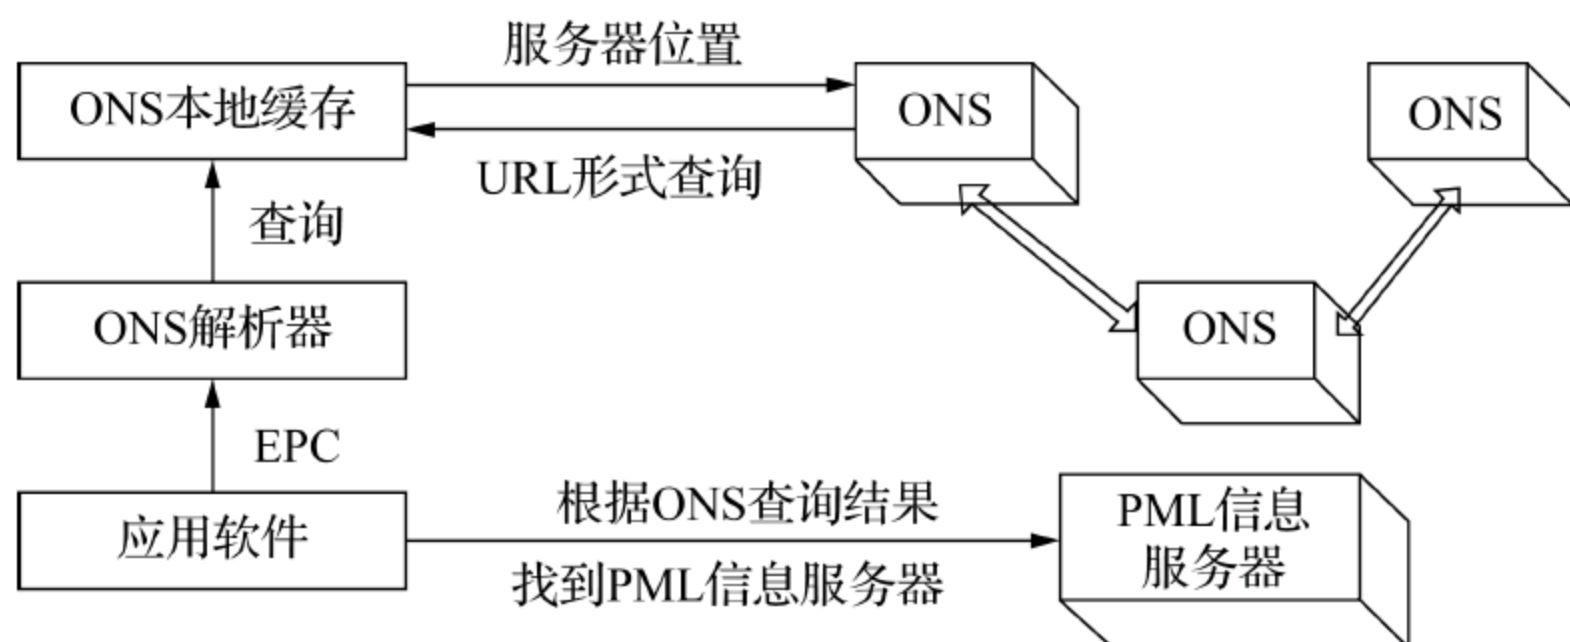 服务器位置
ONS本地缓存
ONS
ONS
URL形式查询
查询
ONS解析器
ONS
EPC
根据ONS查询结果
PML信息
服务器
应用软件
找到PML信息服务器